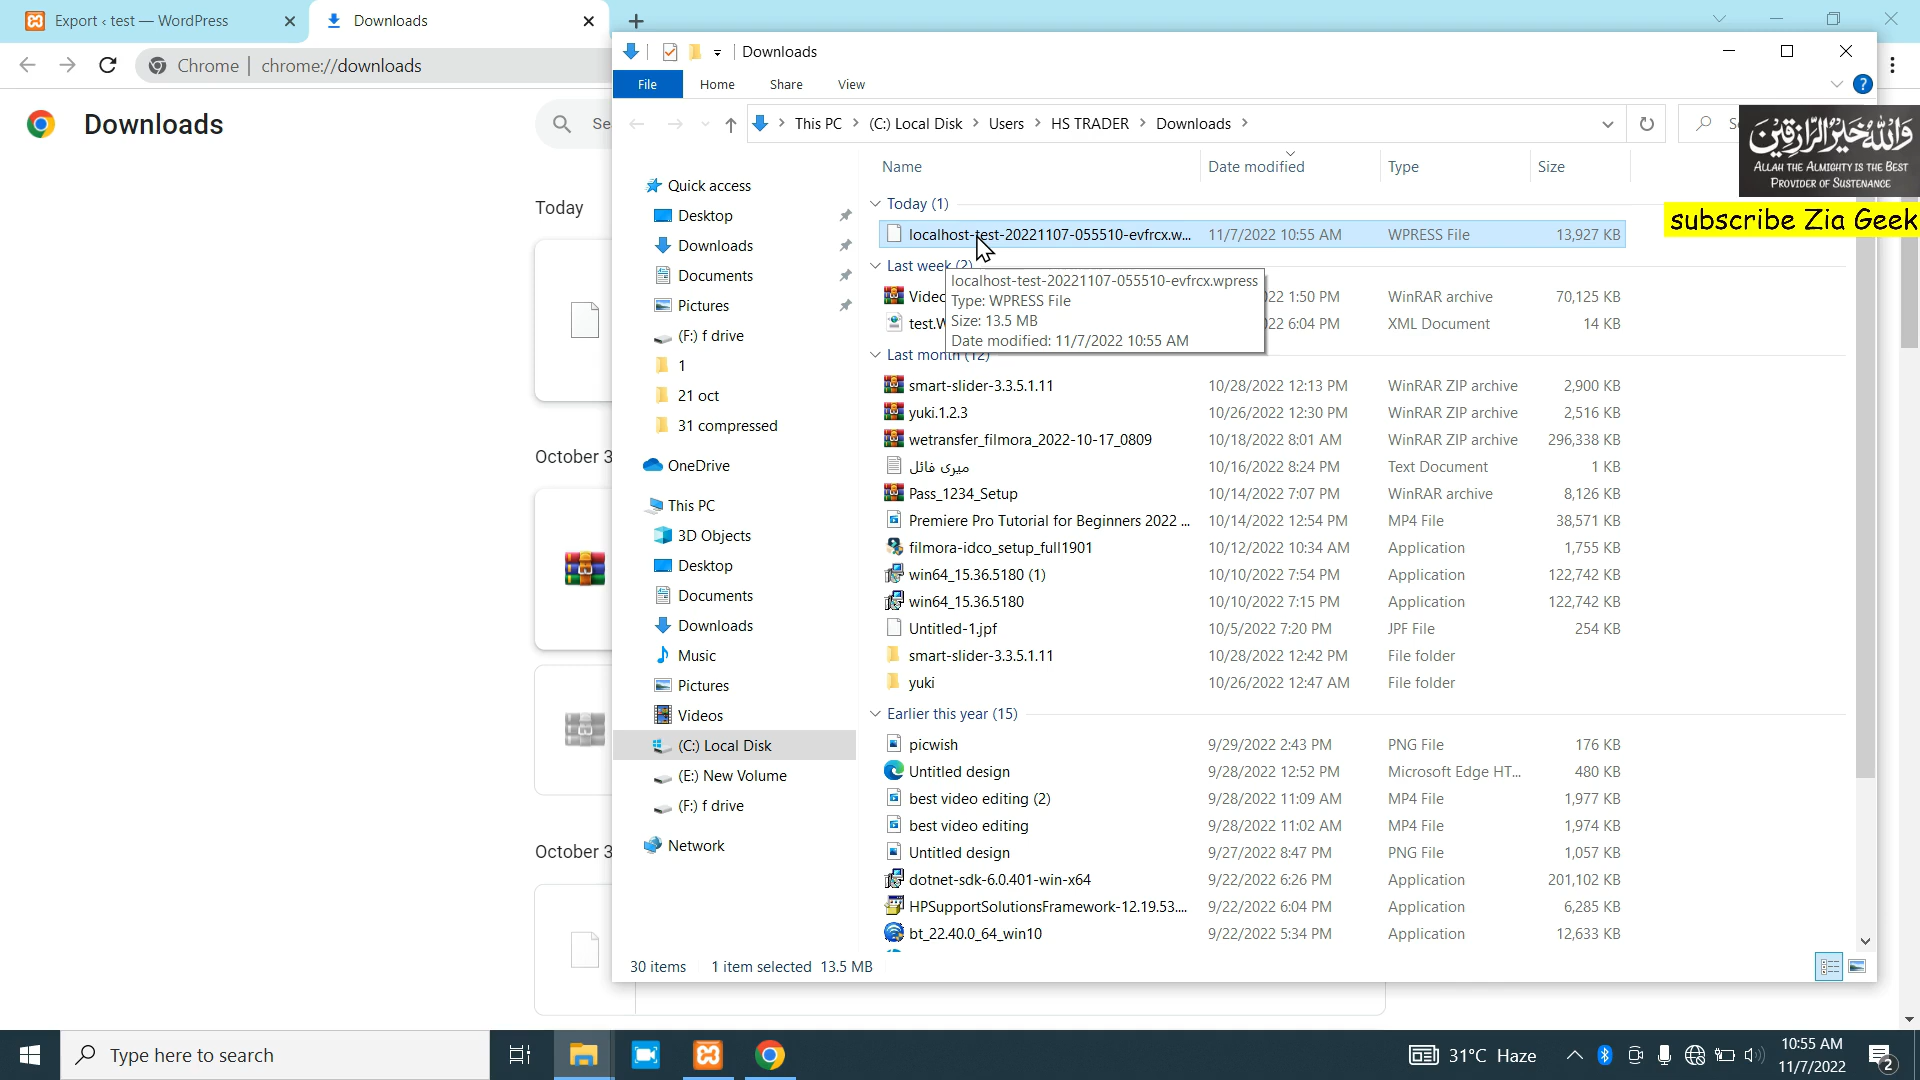 Export ‹ test — WordPress
Downloads
Chrome | chrome://downloads
Downloads
Se
Today
October 3
October 3
Downloads
File Home Share View
This PC > (C:) Local Disk > Users > HS TRADER > Downloads >
S
وَاللّٰهُ خَيْرُ الرَّازِقِيْنَ
ALLAH THE ALMIGHTY IS THE BEST
PROVIDER OF SUSTENANCE
subscribe Zia Geek
Quick access
Desktop
Downloads
Documents
Pictures
(F:) f drive
1
21 oct
31 compressed
OneDrive
This PC
3D Objects
Desktop
Documents
Downloads
Music
Pictures
Videos
(C:) Local Disk
(E:) New Volume
(F:) f drive
Network
Name Date modified Type Size
Today (1)
localhost-test-20221107-055510-evfrcx.w... 11/7/2022 10:55 AM WPRESS File 13,927 KB
Last week (2)
localhost-test-20221107-055510-evfrcx.wpress
Type: WPRESS File
Size: 13.5 MB
Date modified: 11/7/2022 10:55 AM
Videc 22 1:50 PM WinRAR archive 70,125 KB
test.W 22 6:04 PM XML Document 14 KB
Last month (12)
smart-slider-3.3.5.1.11 10/28/2022 12:13 PM WinRAR ZIP archive 2,900 KB
yuki.1.2.3 10/26/2022 12:30 PM WinRAR ZIP archive 2,516 KB
wetransfer_filmora_2022-10-17_0809 10/18/2022 8:01 AM WinRAR ZIP archive 296,338 KB
میری فائل 10/16/2022 8:24 PM Text Document 1 KB
Pass_1234_Setup 10/14/2022 7:07 PM WinRAR archive 8,126 KB
Premiere Pro Tutorial for Beginners 2022 ... 10/14/2022 12:54 PM MP4 File 38,571 KB
filmora-idco_setup_full1901 10/12/2022 10:34 AM Application 1,755 KB
win64_15.36.5180 (1) 10/10/2022 7:54 PM Application 122,742 KB
win64_15.36.5180 10/10/2022 7:15 PM Application 122,742 KB
Untitled-1.jpf 10/5/2022 7:20 PM JPF File 254 KB
smart-slider-3.3.5.1.11 10/28/2022 12:42 PM File folder
yuki 10/26/2022 12:47 AM File folder
Earlier this year (15)
picwish 9/29/2022 2:43 PM PNG File 176 KB
Untitled design 9/28/2022 12:52 PM Microsoft Edge HT... 480 KB
best video editing (2) 9/28/2022 11:09 AM MP4 File 1,977 KB
best video editing 9/28/2022 11:02 AM MP4 File 1,974 KB
Untitled design 9/27/2022 8:47 PM PNG File 1,057 KB
dotnet-sdk-6.0.401-win-x64 9/22/2022 6:26 PM Application 201,102 KB
HPSupportSolutionsFramework-12.19.53.... 9/22/2022 6:04 PM Application 6,285 KB
bt_22.40.0_64_win10 9/22/2022 5:34 PM Application 12,633 KB
30 items 1 item selected 13.5 MB
Type here to search
31°C Haze
10:55 AM
11/7/2022
2